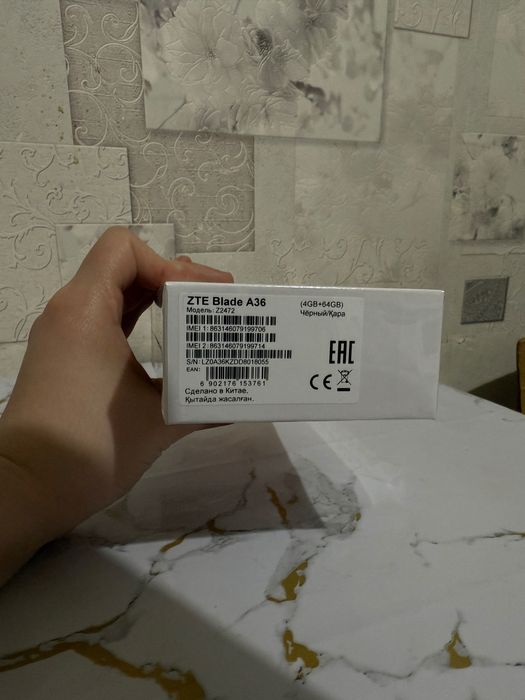 ZTE Blade A36
(4GB+64GB)
Модель: Z2472
Чёрный/Қара
IMEI 1: 863146079199706
IMEI 2: 863146079199714
S/N: LZ0A36KZDD8018055
EAN:
6 902176 153761
EAC
CE
Сделано в Китае.
Қытайда жасалған.